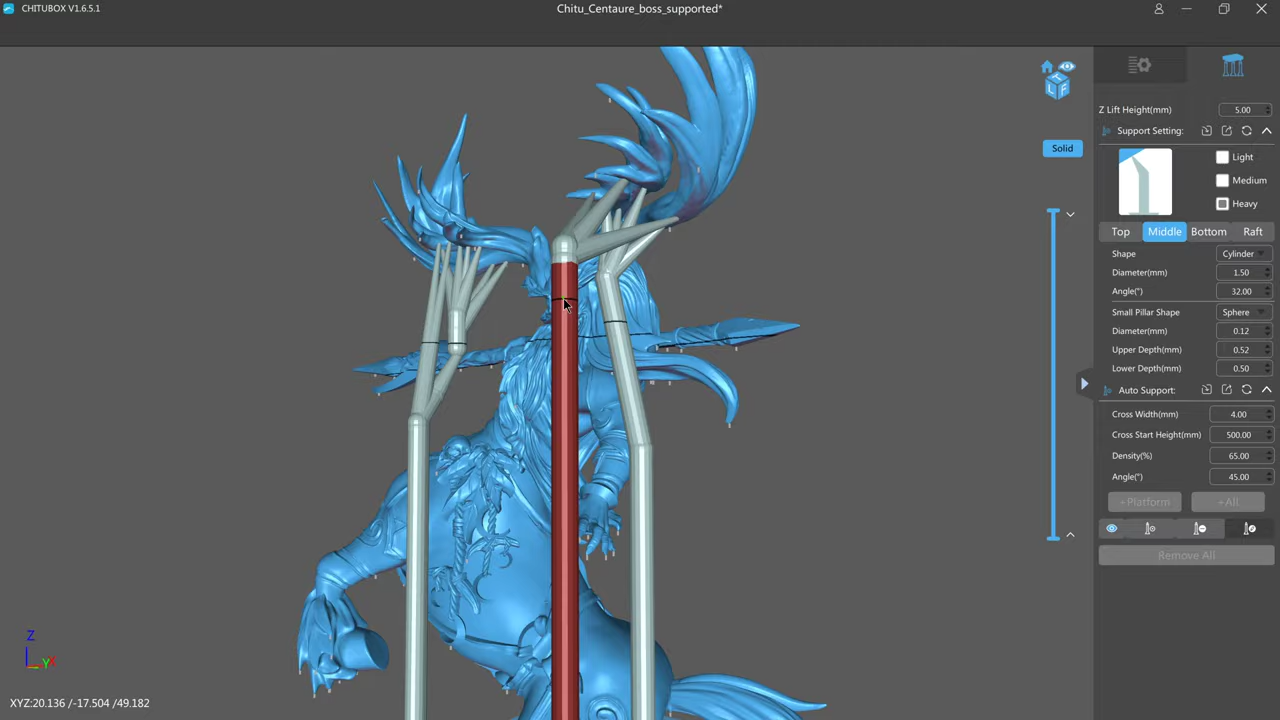 CHITUBOX V1.6.5.1
Chitu_Centaure_boss_supported*
Z Lift Height(mm) 5.00
Support Setting:
Light
Medium
Heavy
Top Middle Bottom Raft
Shape Cylinder
Diameter(mm) 1.50
Angle(°) 32.00
Small Pillar Shape Sphere
Diameter(mm) 0.12
Upper Depth(mm) 0.52
Lower Depth(mm) 0.50
Auto Support:
Cross Width(mm) 4.00
Cross Start Height(mm) 500.00
Density(%) 65.00
Angle(°) 45.00
+Platform +All
Remove All
Solid
T
L F
Z
Y X
XYZ:20.136 / -17.504 /49.182